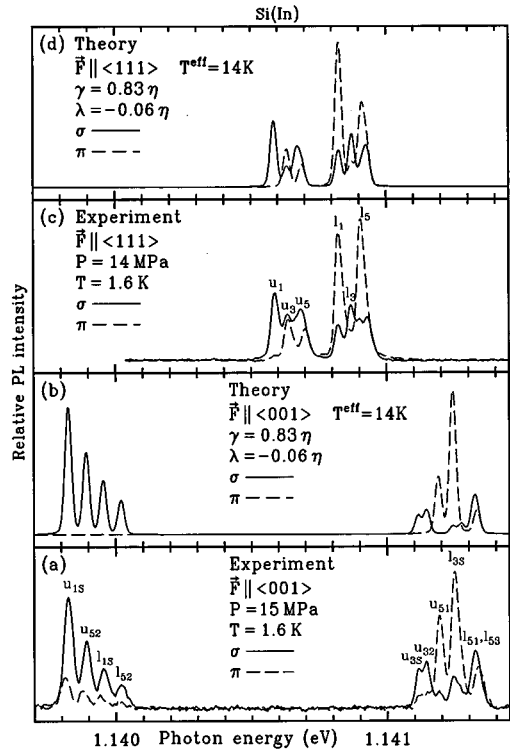 Si(In)
(d) Theory
F⃗ ∥ <111> T^eff = 14K
γ = 0.83 η
λ = −0.06 η
σ
π
(c) Experiment
F⃗ ∥ <111>
P = 14 MPa
T = 1.6 K
σ
π
u₁
u₃
u₅
l₁
l₃
l₅
Relative PL intensity
(b) Theory
F⃗ ∥ <001> T^eff = 14K
γ = 0.83 η
λ = −0.06 η
σ
π
(a) Experiment
F⃗ ∥ <001>
P = 15 MPa
T = 1.6 K
σ
π
u1S
u52
l1S
l52
u3S
u32
u51
l3S
l51, l53
1.140 Photon energy (eV) 1.141